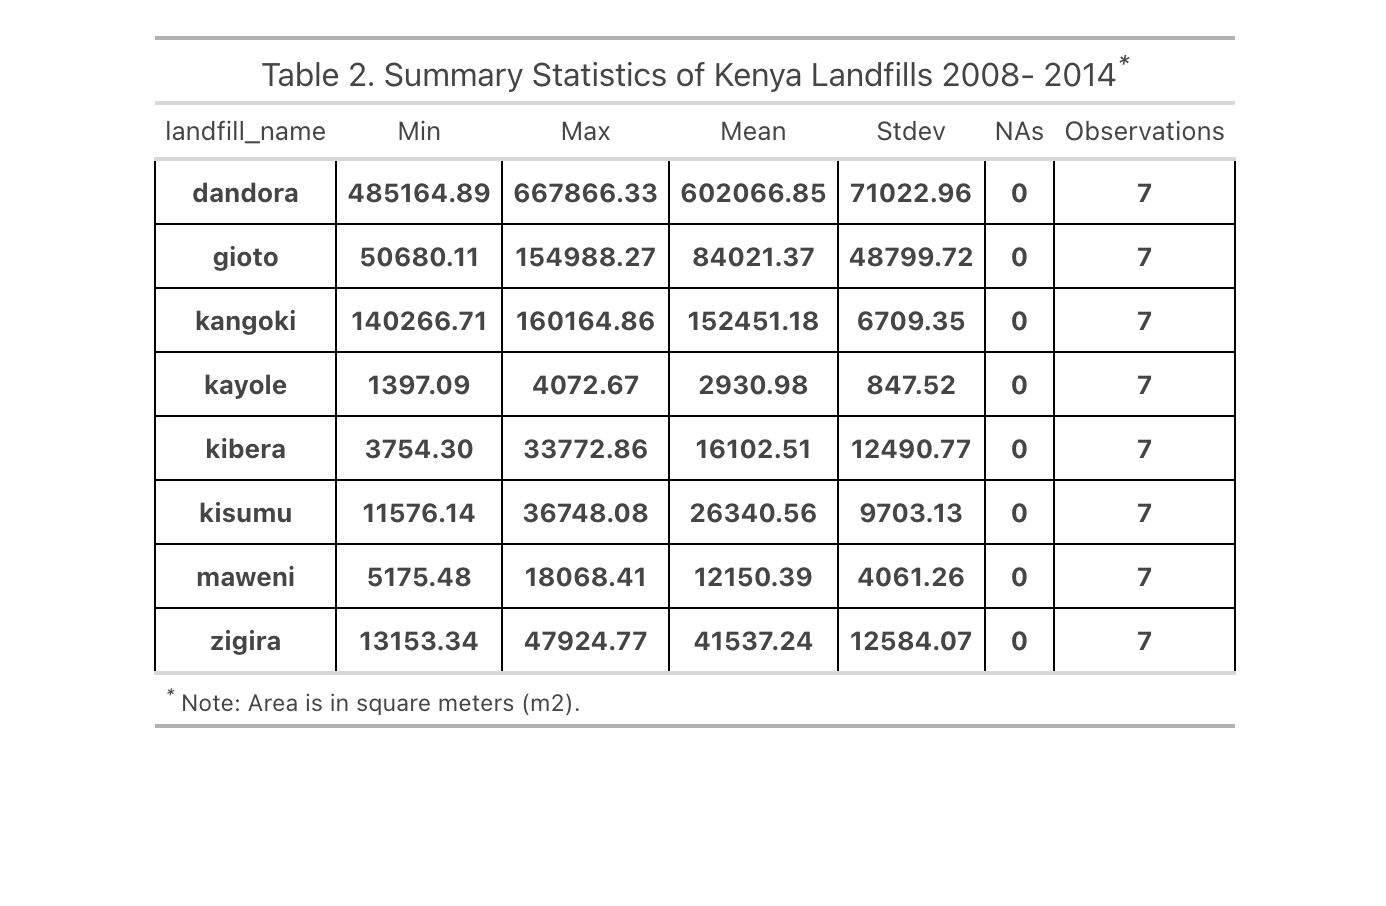 Table 2. Summary Statistics of Kenya Landfills 2008- 2014*
landfill_name Min Max Mean Stdev NAs Observations
dandora 485164.89 667866.33 602066.85 71022.96 0 7
gioto 50680.11 154988.27 84021.37 48799.72 0 7
kangoki 140266.71 160164.86 152451.18 6709.35 0 7
kayole 1397.09 4072.67 2930.98 847.52 0 7
kibera 3754.30 33772.86 16102.51 12490.77 0 7
kisumu 11576.14 36748.08 26340.56 9703.13 0 7
maweni 5175.48 18068.41 12150.39 4061.26 0 7
zigira 13153.34 47924.77 41537.24 12584.07 0 7
* Note: Area is in square meters (m2).